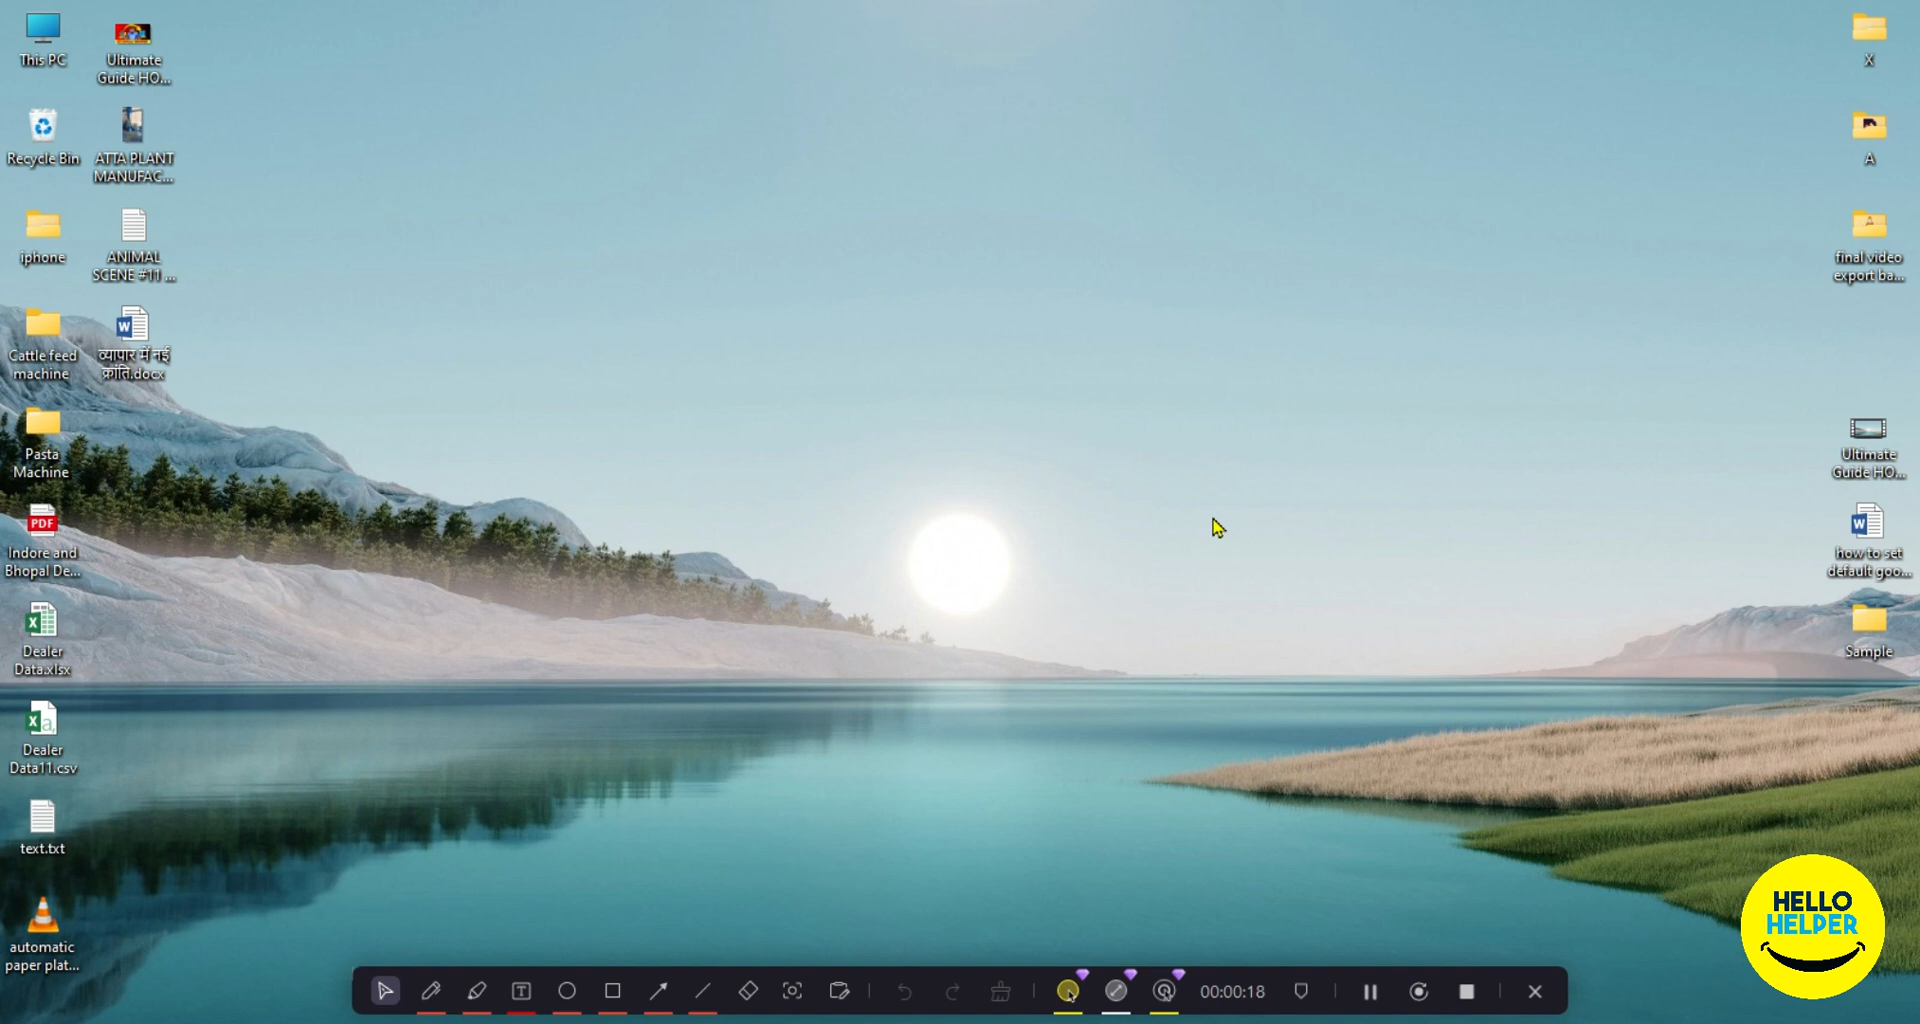 This PC
Ultimate
Guide HO...
Recycle Bin
ATTA PLANT
MANUFAC...
iphone
ANIMAL
SCENE #11 ...
Cattle feed
machine
व्यापार में नई
क्रांति.docx
Pasta
Machine
PDF
Indore and
Bhopal De...
Dealer
Data.xlsx
Dealer
Data11.csv
text.txt
automatic
paper plat...
X
A
final video
export ba...
Ultimate
Guide HO...
how to set
default goo...
Sample
HELLO
HELPER
00:00:18